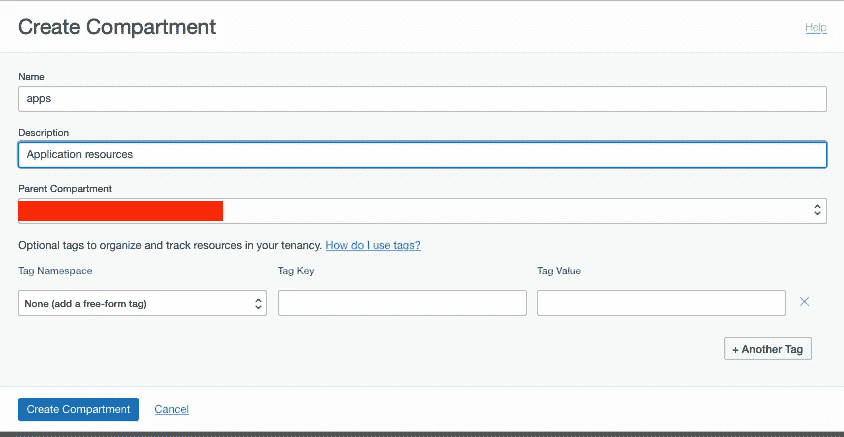 Create Compartment
Help
Name
apps
Description
Application resources
Parent Compartment
Optional tags to organize and track resources in your tenancy. How do I use tags?
Tag Namespace Tag Key Tag Value
None (add a free-form tag)
+ Another Tag
Create Compartment Cancel